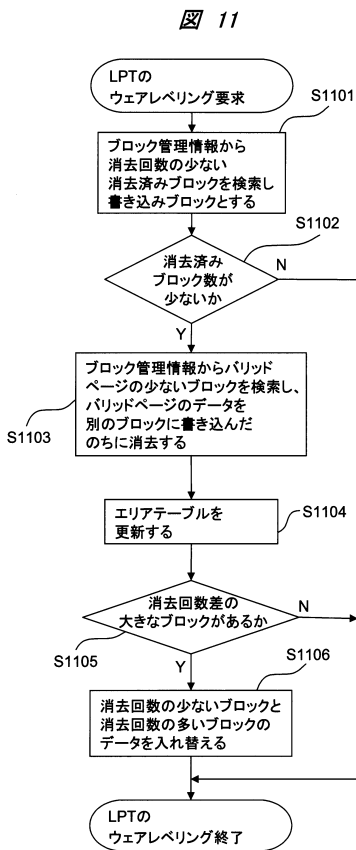 図 11
LPTの
ウェアレベリング要求
S1101
ブロック管理情報から
消去回数の少ない
消去済みブロックを検索し
書き込みブロックとする
S1102
消去済み
ブロック数が
少ないか
N
Y
ブロック管理情報からバリッド
ページの少ないブロックを検索し、
バリッドページのデータを
別のブロックに書き込んだ
のちに消去する
S1103
エリアテーブルを
更新する
S1104
消去回数差の
大きなブロックがあるか
N
S1105
Y
S1106
消去回数の少ないブロックと
消去回数の多いブロックの
データを入れ替える
LPTの
ウェアレベリング終了